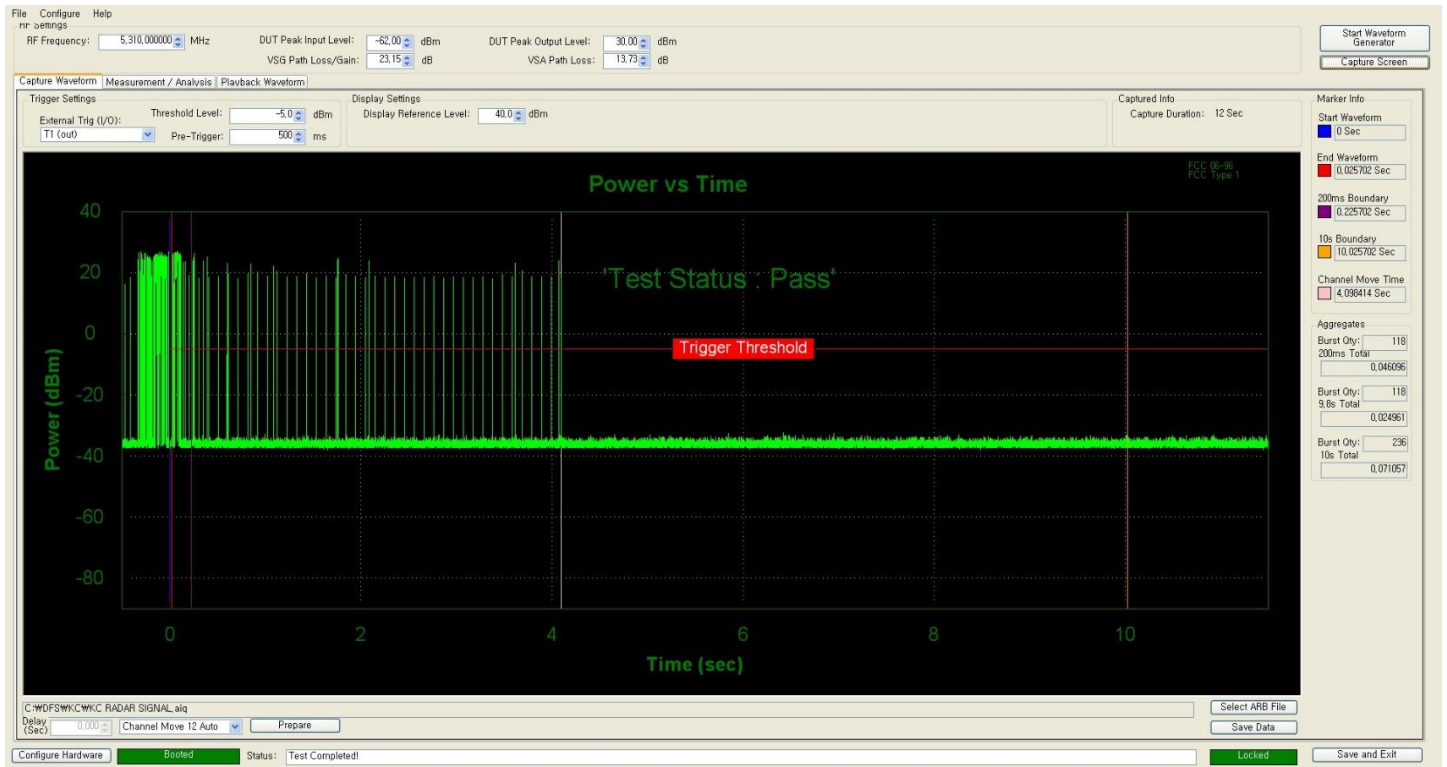 File Configure Help
RF Settings
RF Frequency: 5,310,000000 MHz DUT Peak Input Level: -62,00 dBm DUT Peak Output Level: 30,00 dBm
VSG Path Loss/Gain: 23,15 dB VSA Path Loss: 13,73 dB
Start Waveform Generator
Capture Screen
Capture Waveform Measurement / Analysis Playback Waveform
Trigger Settings
External Trig (I/O):
T1 (out)
Threshold Level: -5,0 dBm
Pre-Trigger: 500 ms
Display Settings
Display Reference Level: 40,0 dBm
Captured Info
Capture Duration: 12 Sec
Marker Info
Start Waveform
0 Sec
End Waveform
0,025702 Sec
200ms Boundary
0,225702 Sec
10s Boundary
10,025702 Sec
Channel Move Time
4,098414 Sec
Aggregates
Burst Qty: 118
200ms Total
0,046096
Burst Qty: 118
9,8s Total
0,024961
Burst Qty: 236
10s Total
0,071057
FCC 06-96
FCC Type 1
Power vs Time
'Test Status : Pass'
Trigger Threshold
Power (dBm)
40
20
0
-20
-40
-60
-80
0 2 4 6 8 10
Time (sec)
C:₩DFS₩KC₩KC RADAR SIGNAL.aiq
Select ARB File
Delay (Sec) 0,000 Channel Move 12 Auto Prepare
Save Data
Configure Hardware Booted Status: Test Completed! Locked Save and Exit